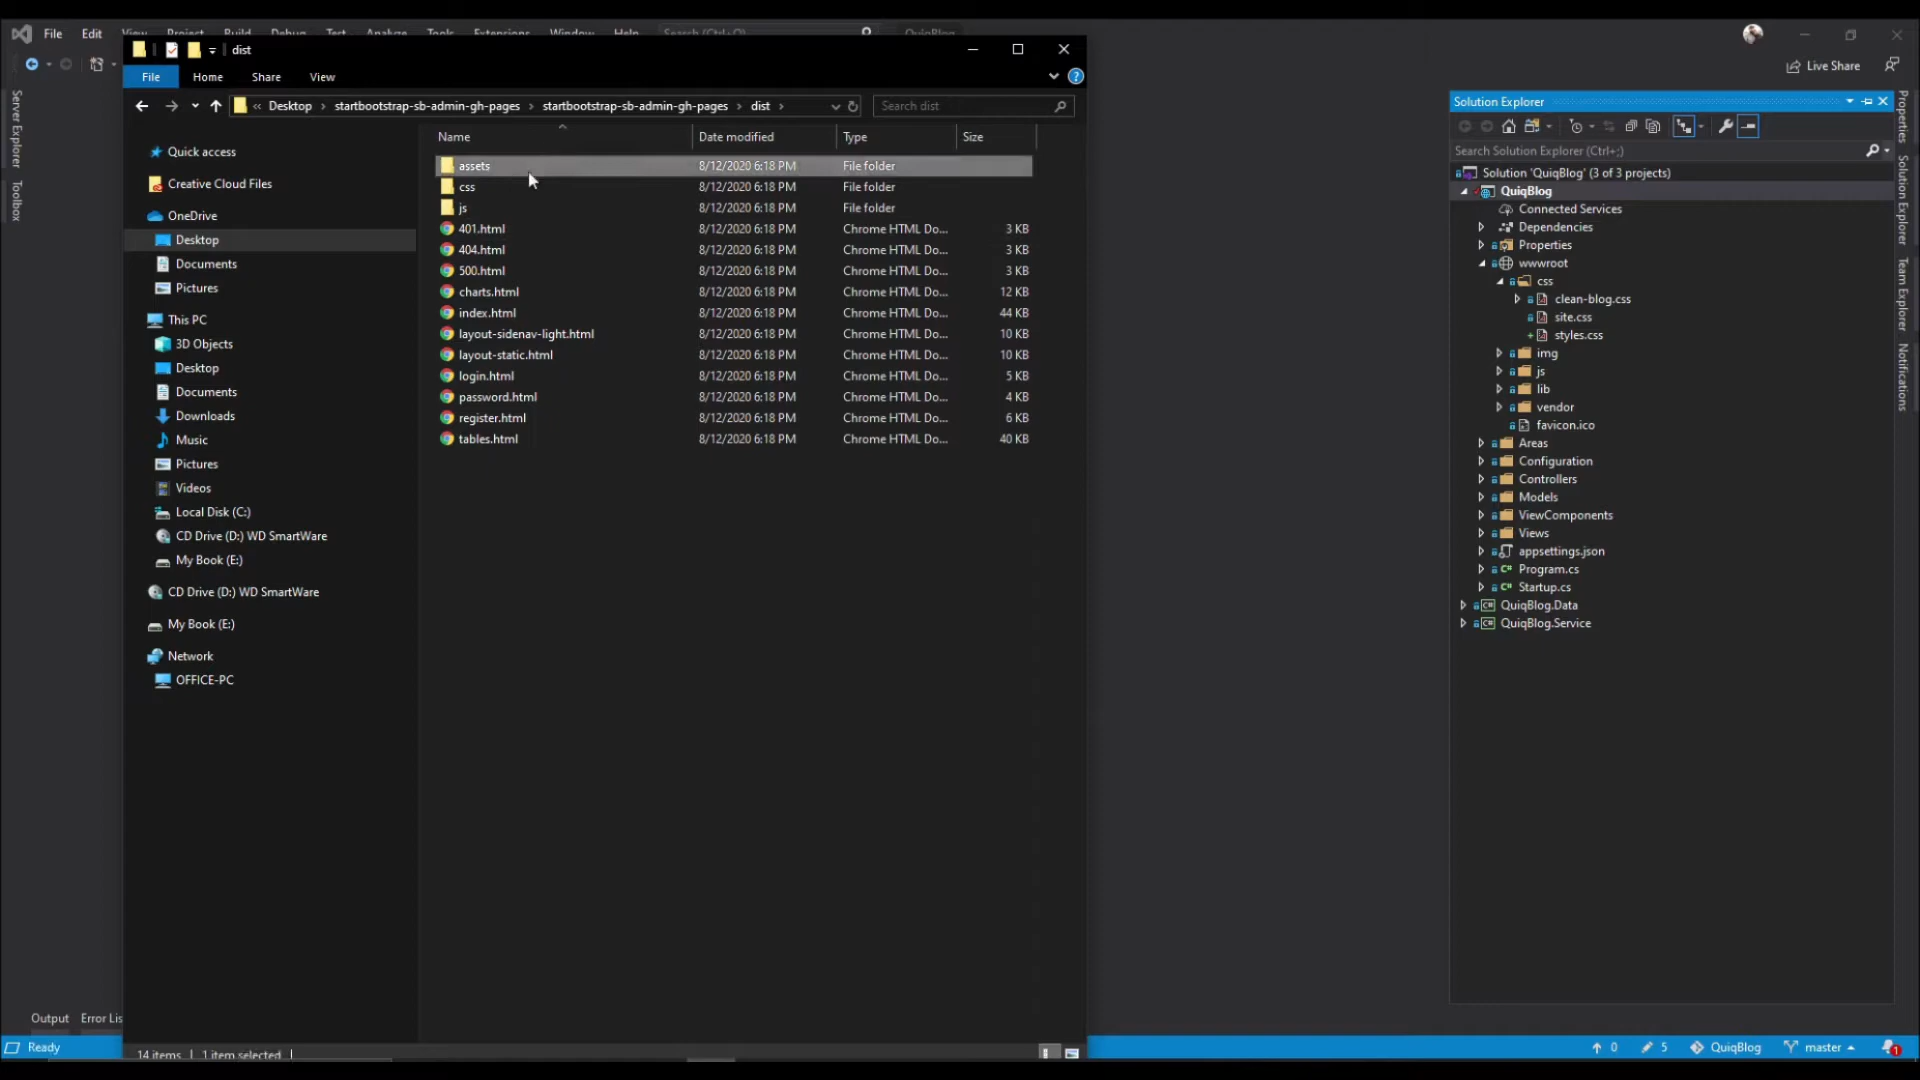 File Edit View Project Build Debug Test Analyze Tools Extensions Window Help Search (Ctrl+Q) QuiqBlog
dist
File Home Share View
Live Share
« Desktop › startbootstrap-sb-admin-gh-pages › startbootstrap-sb-admin-gh-pages › dist ›
Search dist
Server Explorer
Toolbox
Quick access
Creative Cloud Files
OneDrive
Desktop
Documents
Pictures
This PC
3D Objects
Desktop
Documents
Downloads
Music
Pictures
Videos
Local Disk (C:)
CD Drive (D:) WD SmartWare
My Book (E:)
CD Drive (D:) WD SmartWare
My Book (E:)
Network
OFFICE-PC
Name Date modified Type Size
assets 8/12/2020 6:18 PM File folder
css 8/12/2020 6:18 PM File folder
js 8/12/2020 6:18 PM File folder
401.html 8/12/2020 6:18 PM Chrome HTML Do... 3 KB
404.html 8/12/2020 6:18 PM Chrome HTML Do... 3 KB
500.html 8/12/2020 6:18 PM Chrome HTML Do... 3 KB
charts.html 8/12/2020 6:18 PM Chrome HTML Do... 12 KB
index.html 8/12/2020 6:18 PM Chrome HTML Do... 44 KB
layout-sidenav-light.html 8/12/2020 6:18 PM Chrome HTML Do... 10 KB
layout-static.html 8/12/2020 6:18 PM Chrome HTML Do... 10 KB
login.html 8/12/2020 6:18 PM Chrome HTML Do... 5 KB
password.html 8/12/2020 6:18 PM Chrome HTML Do... 4 KB
register.html 8/12/2020 6:18 PM Chrome HTML Do... 6 KB
tables.html 8/12/2020 6:18 PM Chrome HTML Do... 40 KB
14 items 1 item selected
Solution Explorer
Search Solution Explorer (Ctrl+;)
Solution 'QuiqBlog' (3 of 3 projects)
QuiqBlog
Connected Services
Dependencies
Properties
wwwroot
css
clean-blog.css
site.css
styles.css
img
js
lib
vendor
favicon.ico
Areas
Configuration
Controllers
Models
ViewComponents
Views
appsettings.json
C# Program.cs
C# Startup.cs
C# QuiqBlog.Data
C# QuiqBlog.Service
Properties
Solution Explorer
Team Explorer
Notifications
Output Error Lis
Ready
0 5 QuiqBlog master 1